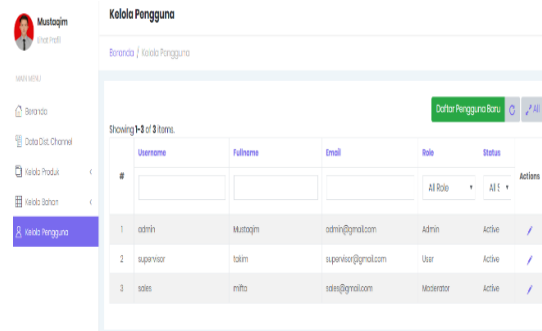 Mustaqim
Lihat Profil
MAIN MENU
Beranda
Data Dist. Channel
Kelola Produk
Kelola Bahan
Kelola Pengguna
Kelola Pengguna
Beranda / Kelola Pengguna
Daftar Pengguna Baru
All
Showing 1-3 of 3 items.
# Username Fullname Email Role Status Actions
All Role All S
1 admin Mustaqim admin@gmail.com Admin Active
2 supervisor takim supervisor@gmail.com User Active
3 sales mifta sales@gmail.com Moderator Active